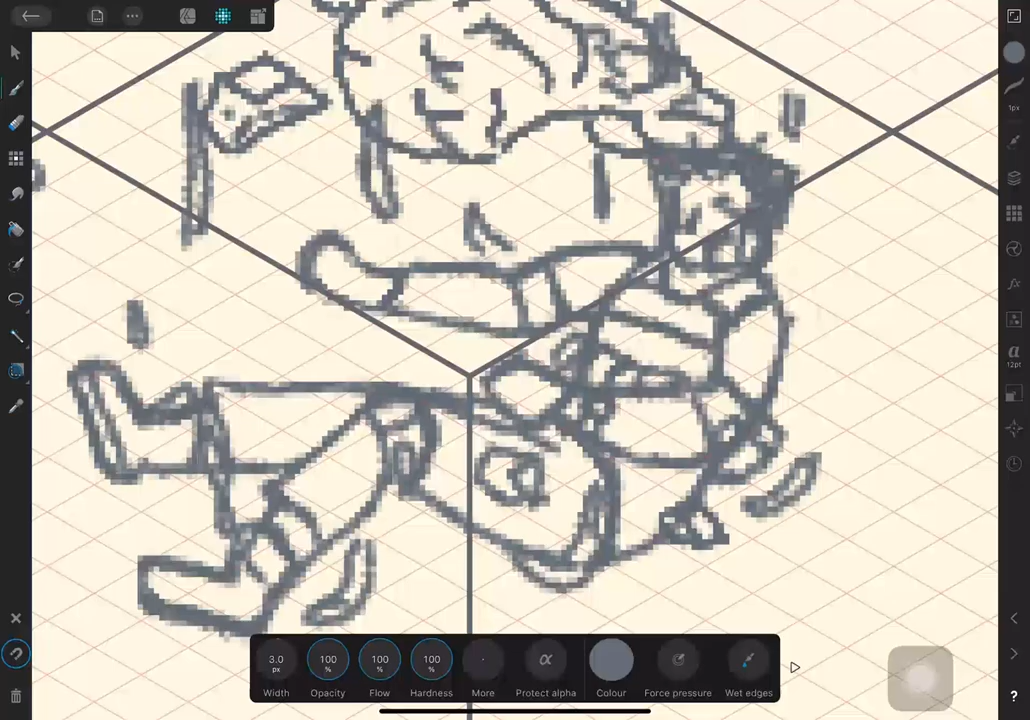 1px
a
12pt
3.0 px
100 %
100 %
100 %
α
Width
Opacity
Flow
Hardness
More
Protect alpha
Colour
Force pressure
Wet edges
?